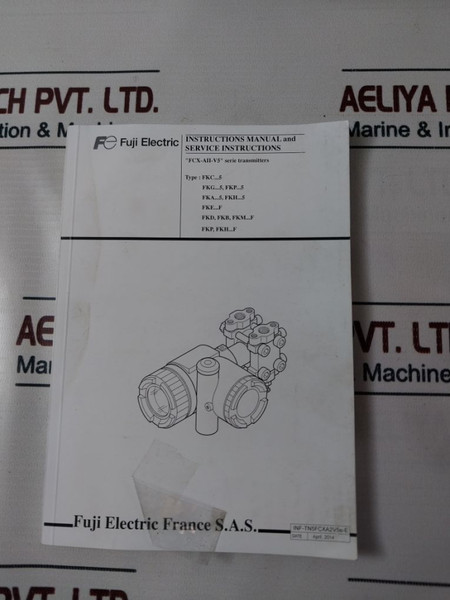 CH PVT. LTD.
AELIYA
Marine & In
Fuji Electric
INSTRUCTIONS MANUAL and
SERVICE INSTRUCTIONS
"FCX-AII-V5" serie transmitters
Type : FKC...5
FKG...5, FKP...5
FKA...5, FKH...5
FKE...F
FKD, FKB, FKM...F
FKP, FKH...F
AE
Mar
VT. LTD
& Machine
Fuji Electric France S.A.S.
April, 2014